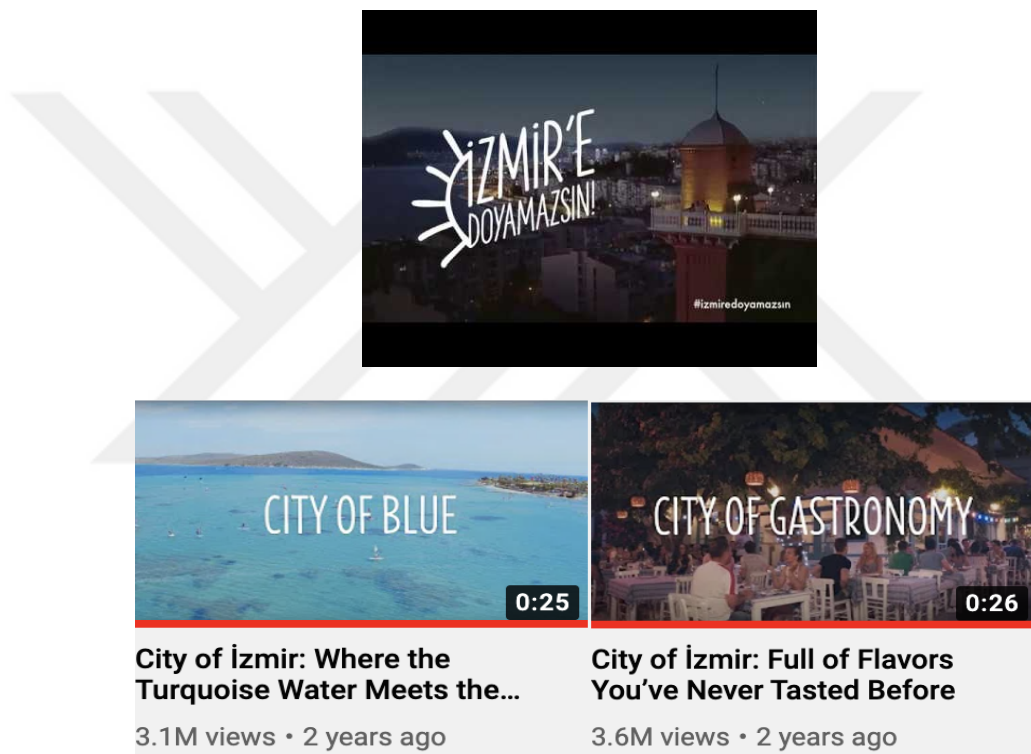 İZMİR'E
DOYAMAZSIN!
#izmiredoyamazsın
CITY OF BLUE
0:25
CITY OF GASTRONOMY
0:26
City of İzmir: Where the
Turquoise Water Meets the...
3.1M views • 2 years ago
City of İzmir: Full of Flavors
You’ve Never Tasted Before
3.6M views • 2 years ago